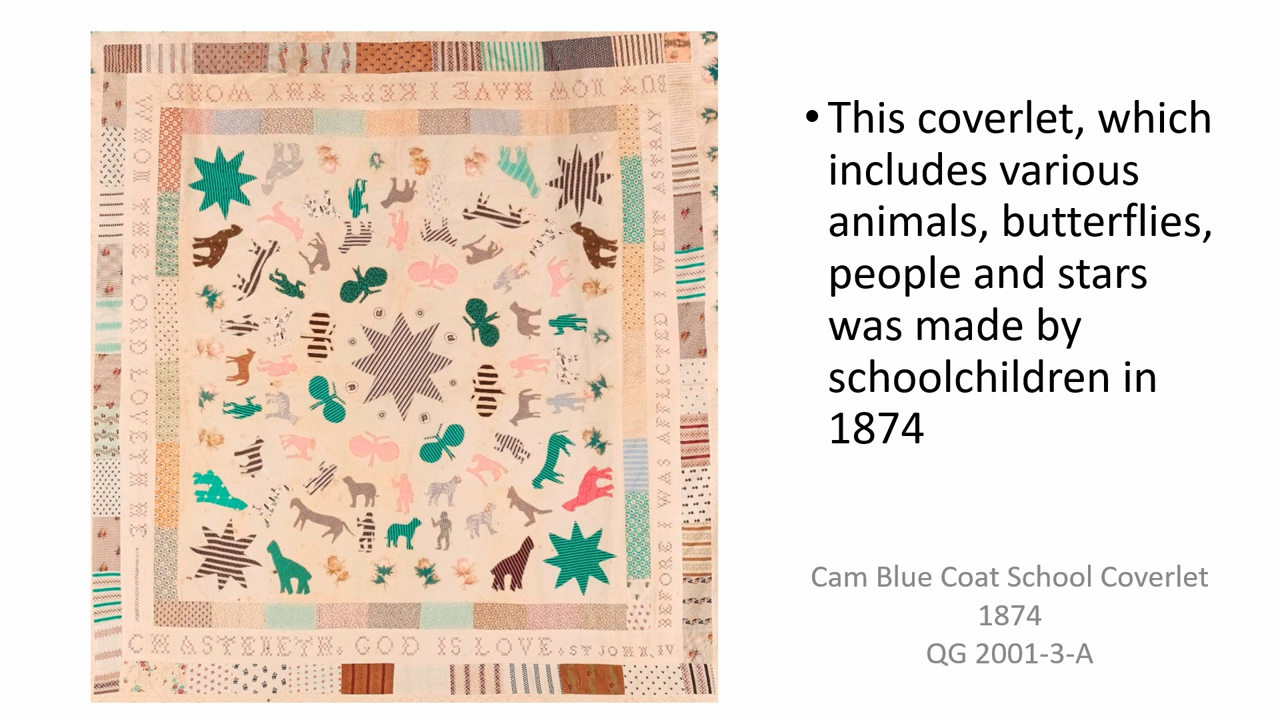 WHOM THE LORD LOVETH HE
CHASTENETH. GOD IS LOVE. ST JOHN, IV
BEFORE I WAS AFFLICTED I WENT ASTRAY
BUT NOW HAVE I KEPT THY WORD
• This coverlet, which
includes various
animals, butterflies,
people and stars
was made by
schoolchildren in
1874
Cam Blue Coat School Coverlet
1874
QG 2001-3-A